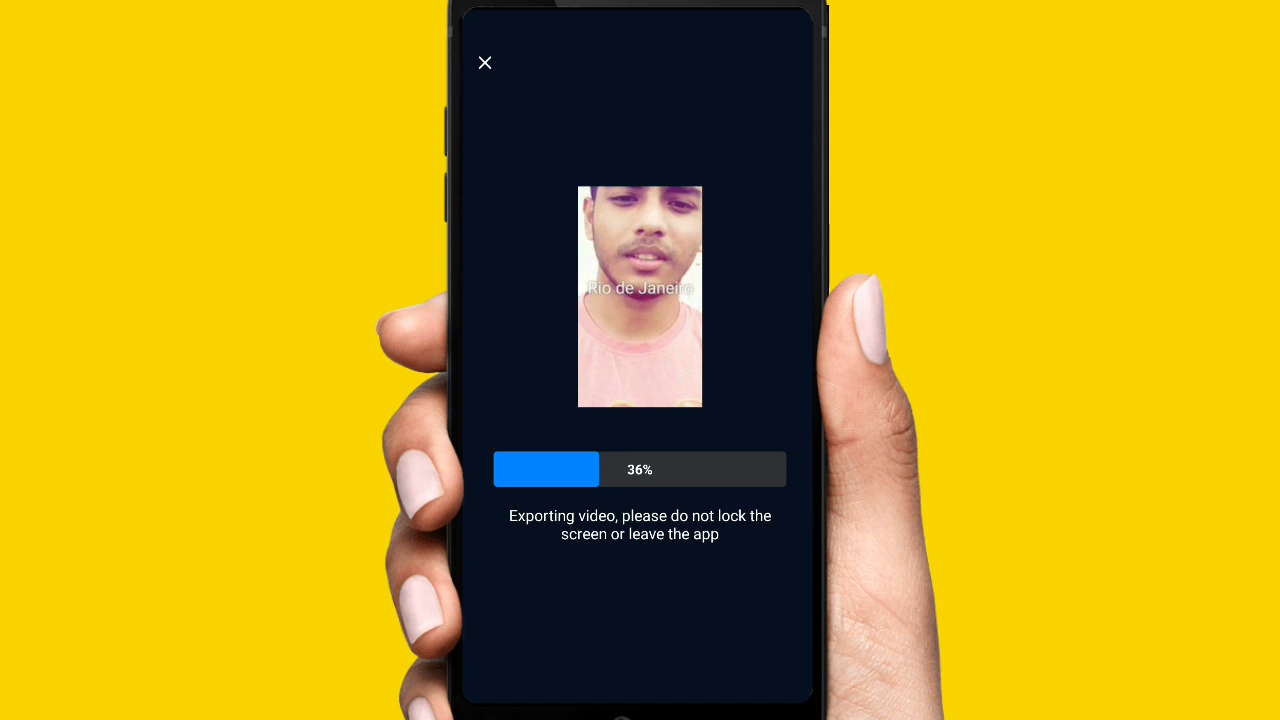 Rio de Janeiro
36%
Exporting video, please do not lock the
screen or leave the app